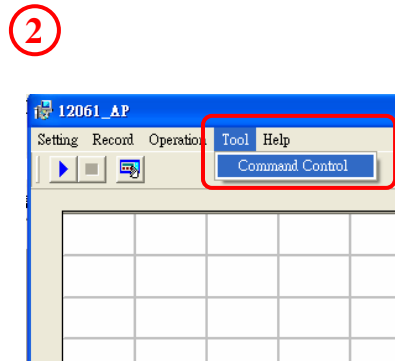 2
12061_AP
Setting Record Operation Tool Help
Command Control